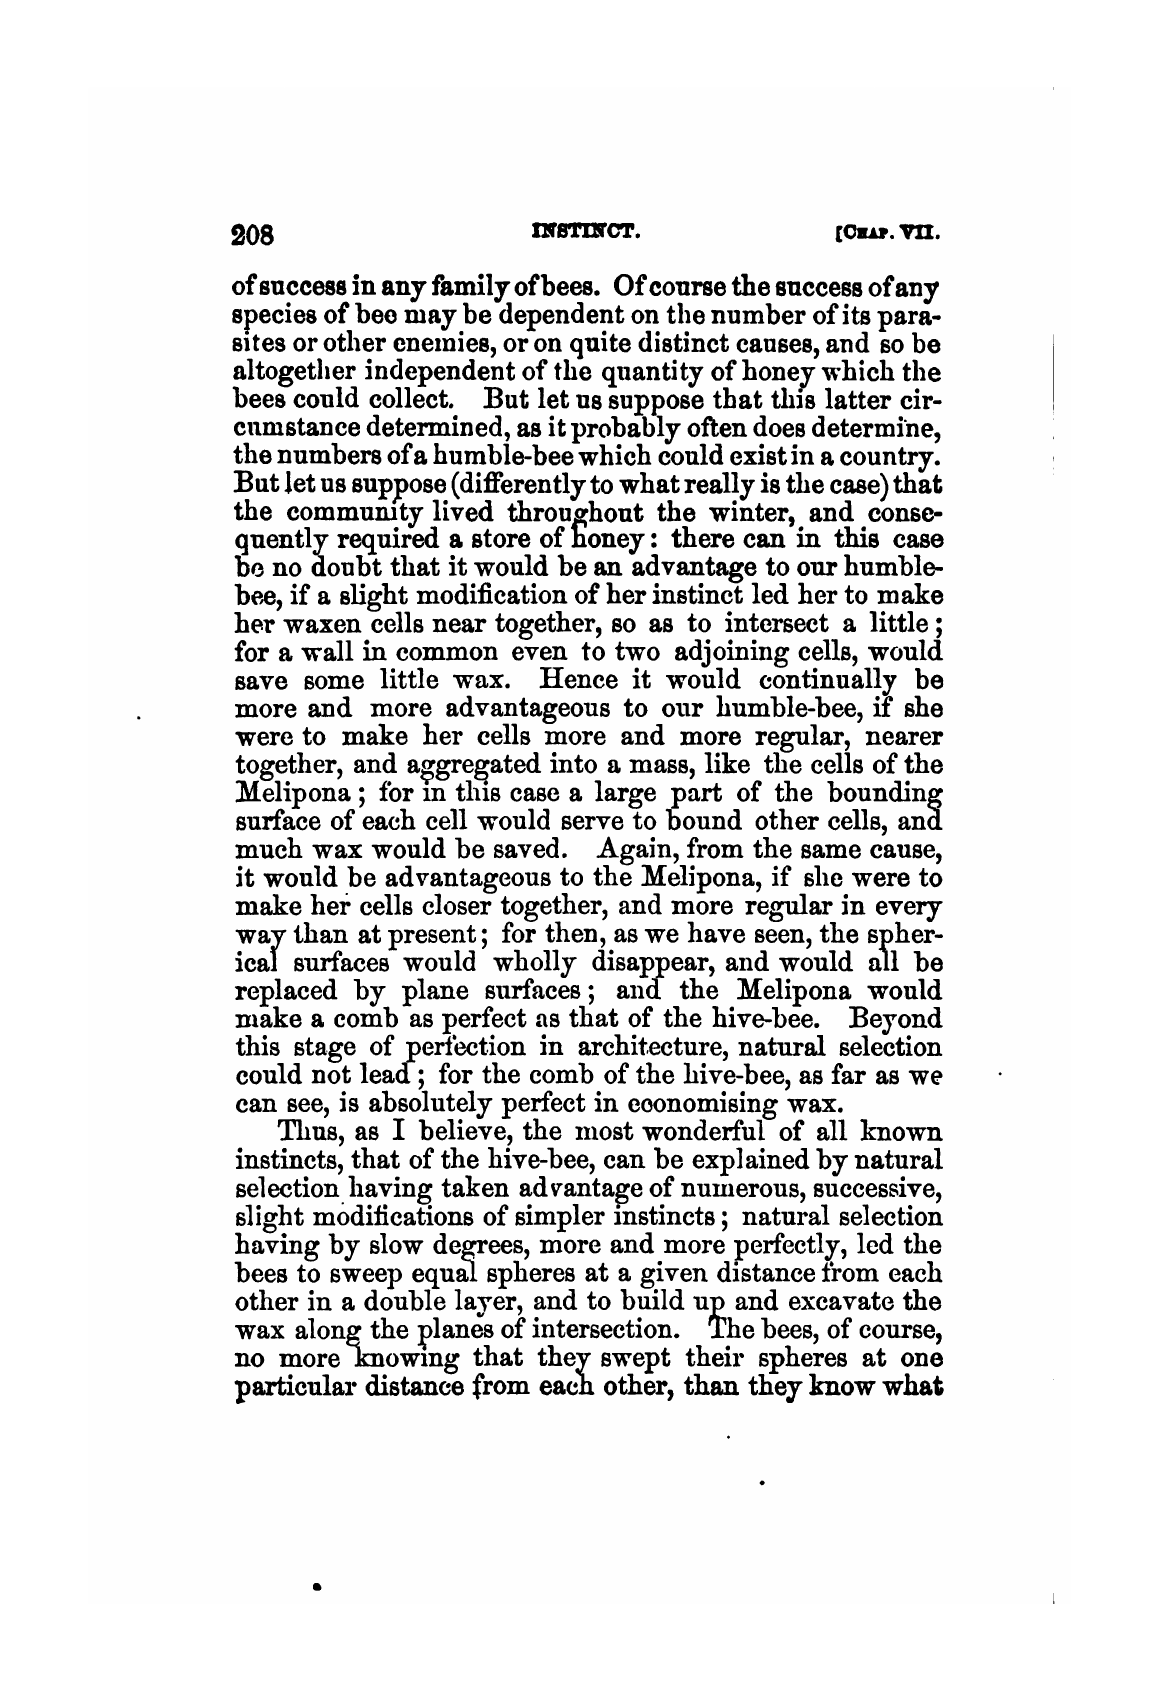 208 INSTINCT. [CHAP. VII.
of success in any family of bees. Of course the success of any
species of bee may be dependent on the number of its para-
sites or other enemies, or on quite distinct causes, and so be
altogether independent of the quantity of honey which the
bees could collect. But let us suppose that this latter cir-
cumstance determined, as it probably often does determine,
the numbers of a humble-bee which could exist in a country.
But let us suppose (differently to what really is the case) that
the community lived throughout the winter, and conse-
quently required a store of honey: there can in this case
be no doubt that it would be an advantage to our humble-
bee, if a slight modification of her instinct led her to make
her waxen cells near together, so as to intersect a little;
for a wall in common even to two adjoining cells, would
save some little wax. Hence it would continually be
more and more advantageous to our humble-bee, if she
were to make her cells more and more regular, nearer
together, and aggregated into a mass, like the cells of the
Melipona; for in this case a large part of the bounding
surface of each cell would serve to bound other cells, and
much wax would be saved. Again, from the same cause,
it would be advantageous to the Melipona, if she were to
make her cells closer together, and more regular in every
way than at present; for then, as we have seen, the spher-
ical surfaces would wholly disappear, and would all be
replaced by plane surfaces; and the Melipona would
make a comb as perfect as that of the hive-bee. Beyond
this stage of perfection in architecture, natural selection
could not lead; for the comb of the hive-bee, as far as we
can see, is absolutely perfect in economising wax.
Thus, as I believe, the most wonderful of all known
instincts, that of the hive-bee, can be explained by natural
selection having taken advantage of numerous, successive,
slight modifications of simpler instincts; natural selection
having by slow degrees, more and more perfectly, led the
bees to sweep equal spheres at a given distance from each
other in a double layer, and to build up and excavate the
wax along the planes of intersection. The bees, of course,
no more knowing that they swept their spheres at one
particular distance from each other, than they know what